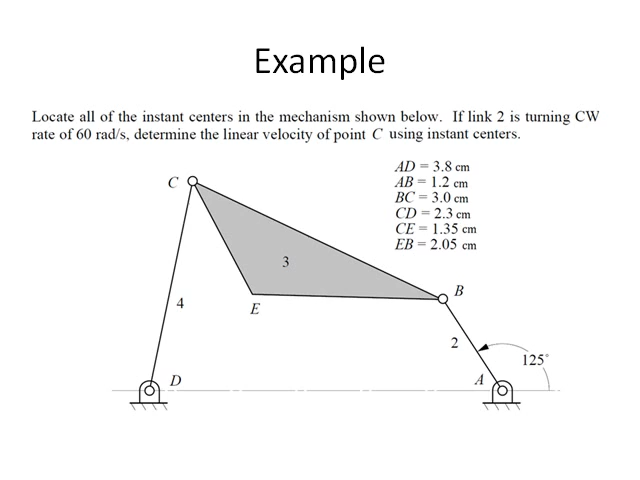 Example
Locate all of the instant centers in the mechanism shown below. If link 2 is turning CW
rate of 60 rad/s, determine the linear velocity of point C using instant centers.
AD = 3.8 cm
AB = 1.2 cm
BC = 3.0 cm
CD = 2.3 cm
CE = 1.35 cm
EB = 2.05 cm
C
3
B
4
E
2
125°
D
A